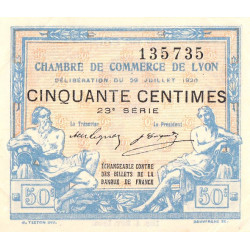 135735
CHAMBRE DE COMMERCE DE LYON
DÉLIBÉRATION DU 29 JUILLET 1920
CINQUANTE CENTIMES
23e SÉRIE
Le Trésorier Le Président
ÉCHANGEABLE CONTRE
DES BILLETS DE LA
BANQUE DE FRANCE
50c 50c